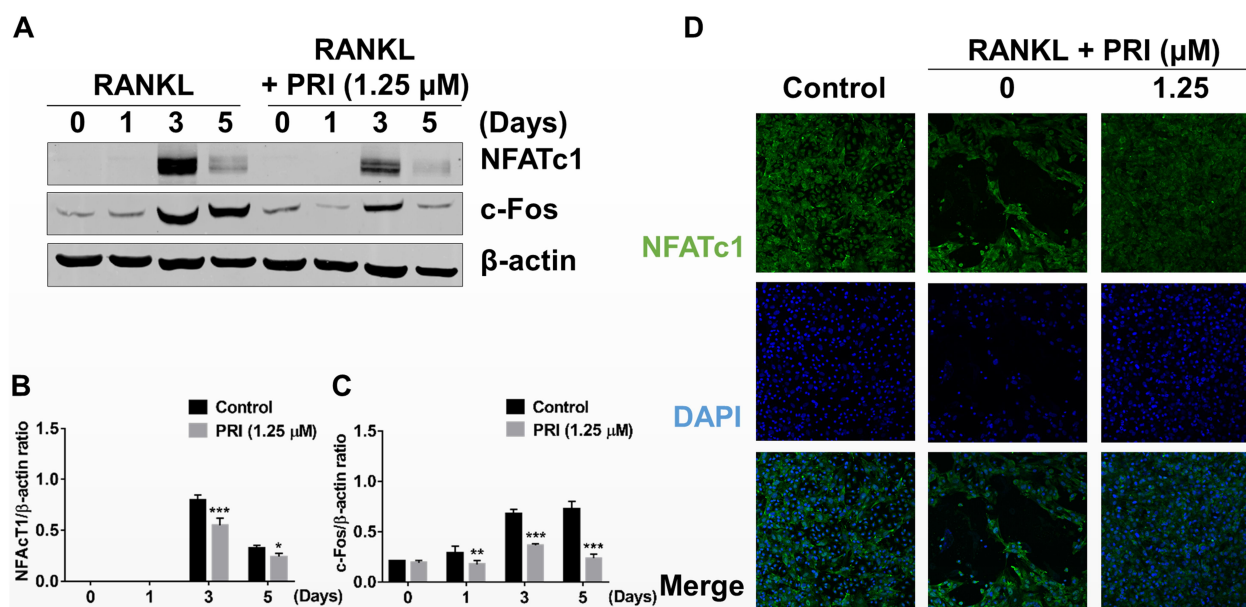 A
RANKL
RANKL
+ PRI (1.25 µM)
0 1 3 5 0 1 3 5 (Days)
NFATc1
c-Fos
β-actin
B
Control
PRI (1.25 µM)
NFAcT1/β-actin ratio
1.5
1.0
0.5
0.0
***
*
0 1 3 5 (Days)
C
Control
PRI (1.25 µM)
c-Fos/β-actin ratio
1.5
1.0
0.5
0.0
**
***
***
0 1 3 5 (Days)
D
RANKL + PRI (µM)
Control 0 1.25
NFATc1
DAPI
Merge